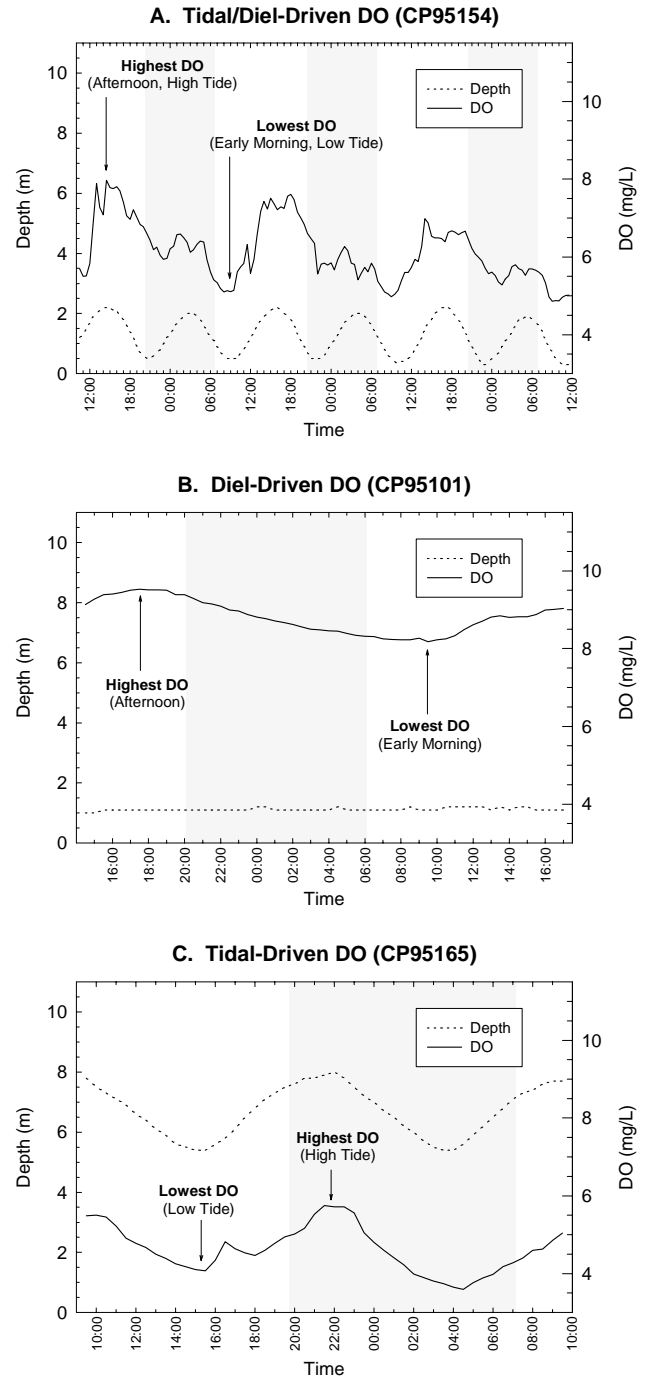 A. Tidal/Diel-Driven DO (CP95154)
Highest DO
(Afternoon, High Tide)
Lowest DO
(Early Morning, Low Tide)
Depth
DO
10
8
6
4
2
0
Depth (m)
10
8
6
4
DO (mg/L)
12:00 18:00 00:00 06:00 12:00 18:00 00:00 06:00 12:00 18:00 00:00 06:00 12:00
Time
B. Diel-Driven DO (CP95101)
Depth
DO
Highest DO
(Afternoon)
Lowest DO
(Early Morning)
10
8
6
4
2
0
Depth (m)
10
8
6
4
DO (mg/L)
16:00 18:00 20:00 22:00 00:00 02:00 04:00 06:00 08:00 10:00 12:00 14:00 16:00
Time
C. Tidal-Driven DO (CP95165)
Depth
DO
Highest DO
(High Tide)
Lowest DO
(Low Tide)
10
8
6
4
2
0
Depth (m)
10
8
6
4
DO (mg/L)
10:00 12:00 14:00 16:00 18:00 20:00 22:00 00:00 02:00 04:00 06:00 08:00 10:00
Time